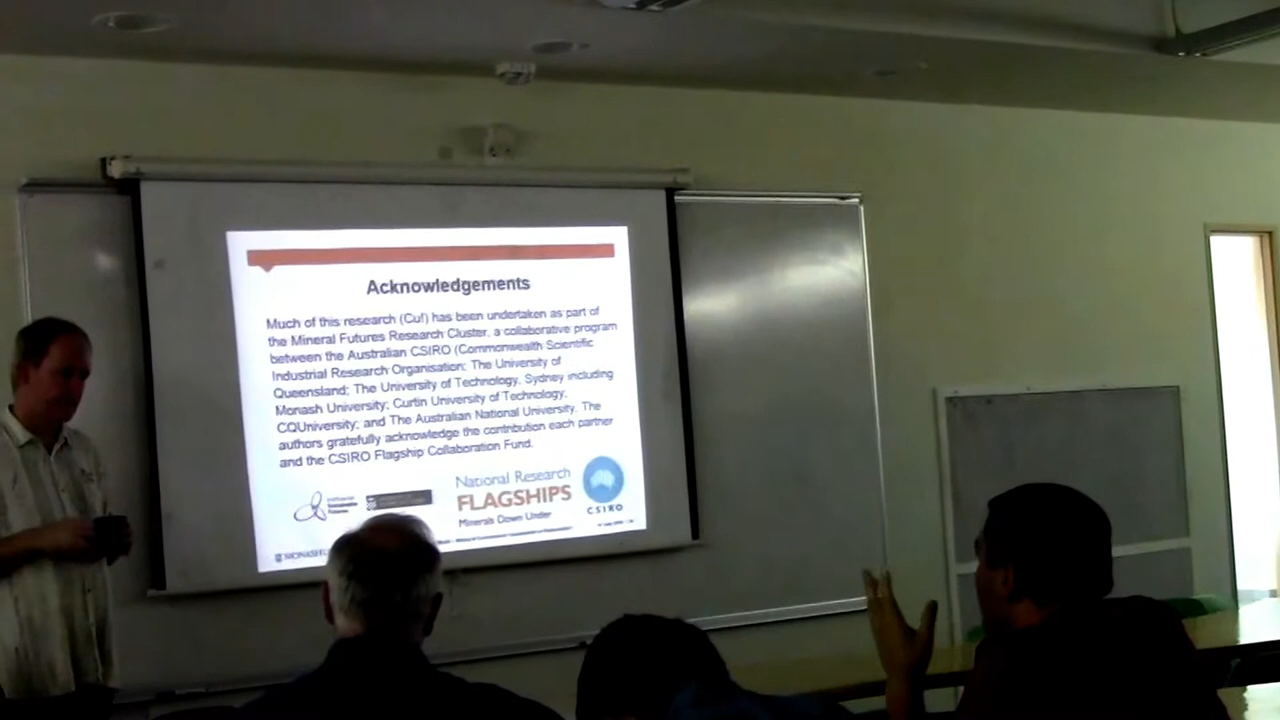 Acknowledgements
Much of this research (Cu!) has been undertaken as part of
the Mineral Futures Research Cluster, a collaborative program
between the Australian CSIRO (Commonwealth Scientific
Industrial Research Organisation; The University of
Queensland; The University of Technology, Sydney including
Monash University; Curtin University of Technology;
CQUniversity; and The Australian National University. The
authors gratefully acknowledge the contribution each partner
and the CSIRO Flagship Collaboration Fund.
National Research
FLAGSHIPS
Minerals Down Under
CSIRO
MONASH